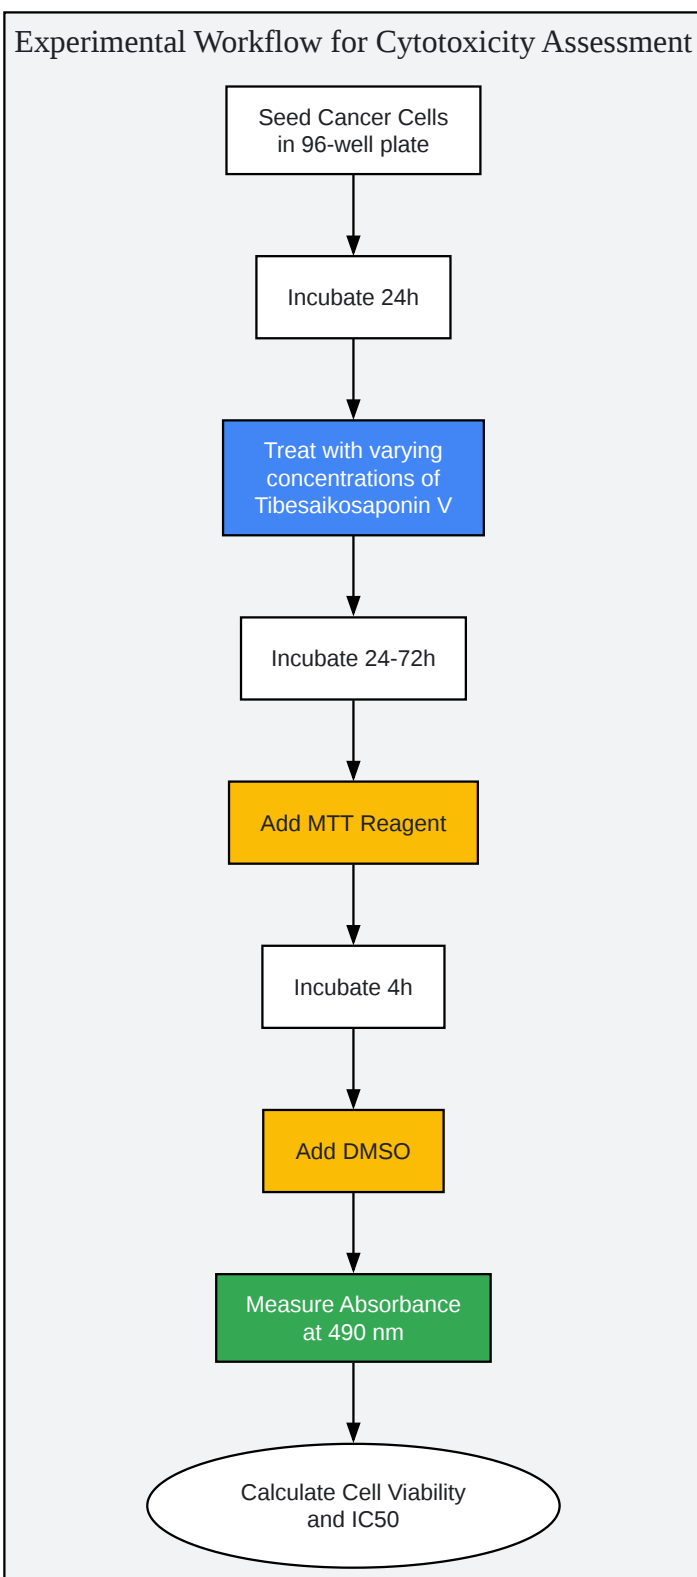 Experimental Workflow for Cytotoxicity Assessment
Seed Cancer Cells
in 96-well plate
Incubate 24h
Treat with varying
concentrations of
Tibesaikosaponin V
Incubate 24-72h
Add MTT Reagent
Incubate 4h
Add DMSO
Measure Absorbance
at 490 nm
Calculate Cell Viability
and IC50